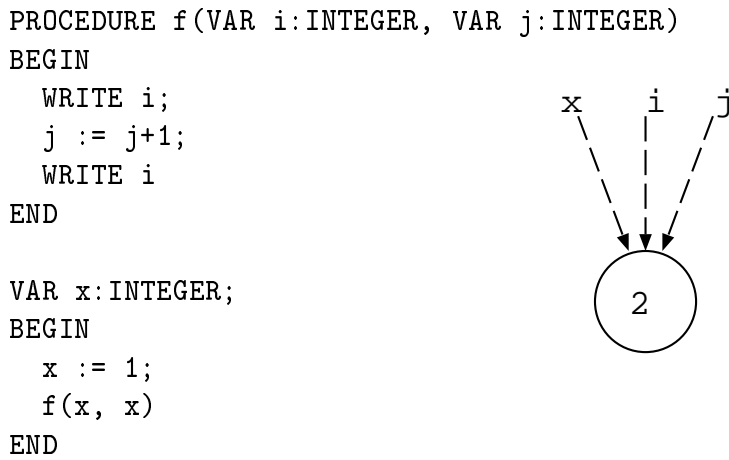 PROCEDURE f(VAR i:INTEGER, VAR j:INTEGER)
BEGIN
  WRITE i;
  j := j+1;
  WRITE i
END
VAR x:INTEGER;
BEGIN
  x := 1;
  f(x, x)
END
x i j
2